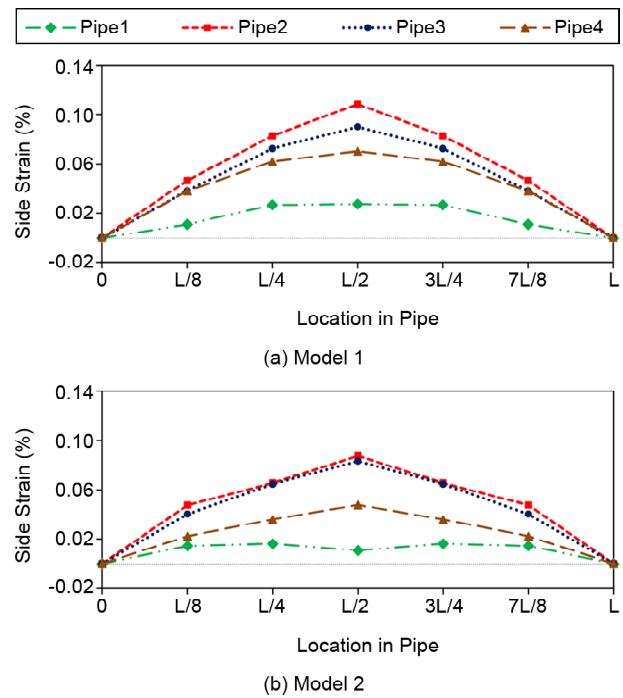 Pipe1 Pipe2 Pipe3 Pipe4
0.14
0.10
0.06
0.02
-0.02
Side Strain (%)
0 L/8 L/4 L/2 3L/4 7L/8 L
Location in Pipe
(a) Model 1
0.14
0.10
0.06
0.02
-0.02
Side Strain (%)
0 L/8 L/4 L/2 3L/4 7L/8 L
Location in Pipe
(b) Model 2